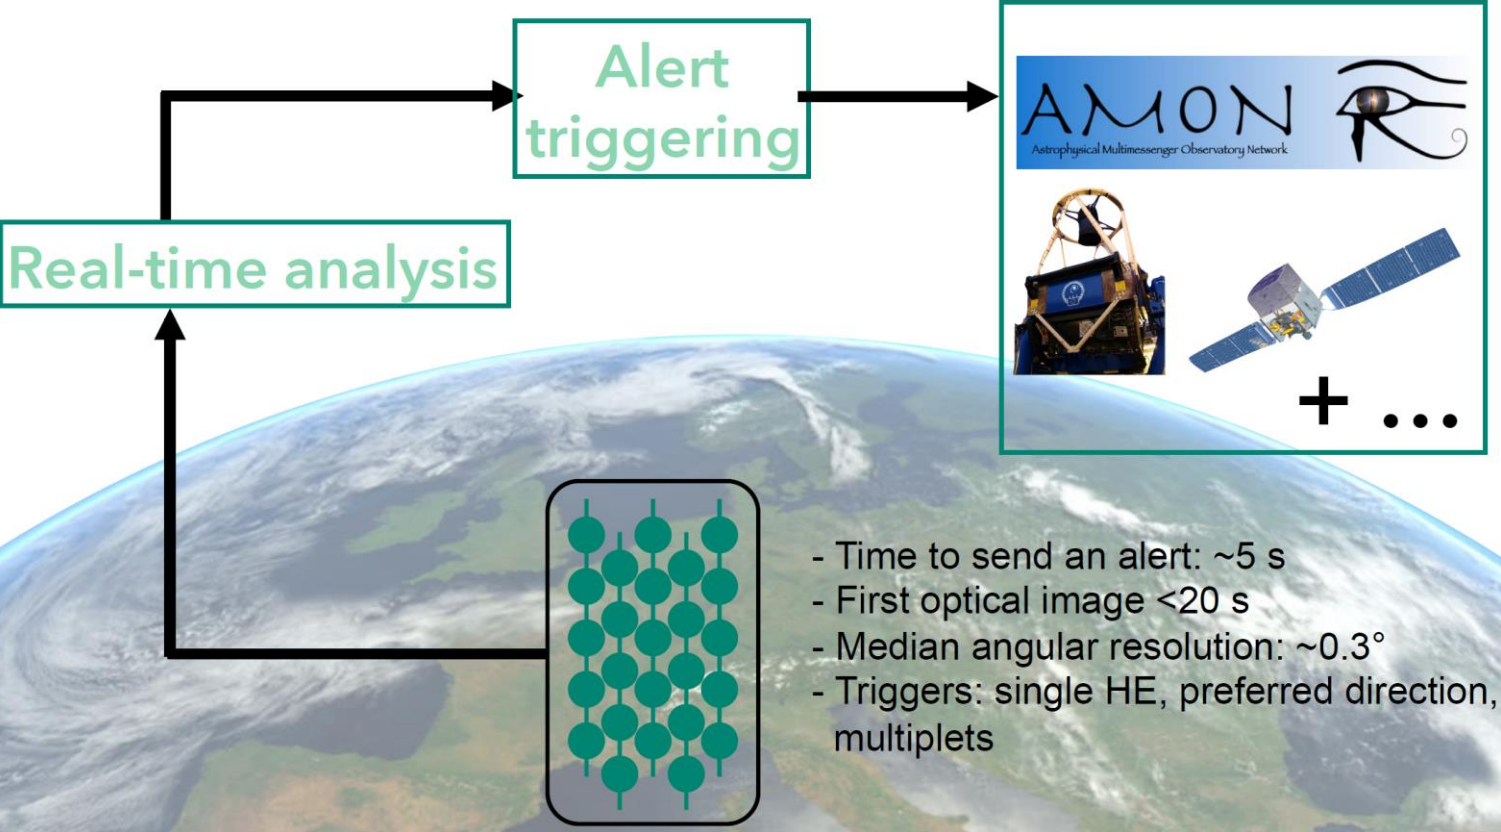 Alert
triggering
AMON
Astrophysical Multimessenger Observatory Network
Real-time analysis
+ ...
- Time to send an alert: ~5 s
- First optical image <20 s
- Median angular resolution: ~0.3°
- Triggers: single HE, preferred direction,
multiplets